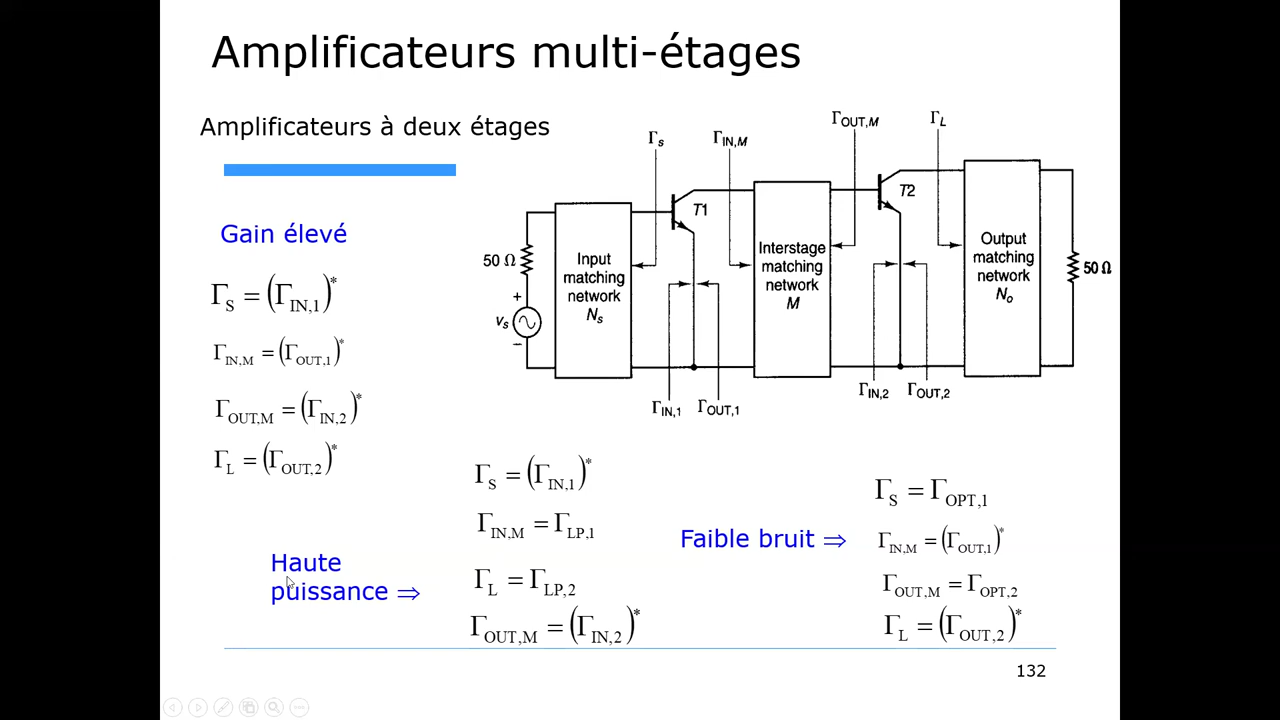 Amplificateurs multi-étages
Amplificateurs à deux étages
Gain élevé
Γ_S = (Γ_IN,1)*
Γ_IN,M = (Γ_OUT,1)*
Γ_OUT,M = (Γ_IN,2)*
Γ_L = (Γ_OUT,2)*
Γ_s
Γ_IN,M
Γ_OUT,M
Γ_L
50 Ω
+
v_s
−
Input
matching
network
N_s
T1
Interstage
matching
network
M
T2
Output
matching
network
N_o
50 Ω
Γ_IN,1
Γ_OUT,1
Γ_IN,2
Γ_OUT,2
Haute
puissance ⇒
Γ_S = (Γ_IN,1)*
Γ_IN,M = Γ_LP,1
Γ_L = Γ_LP,2
Γ_OUT,M = (Γ_IN,2)*
Faible bruit ⇒
Γ_S = Γ_OPT,1
Γ_IN,M = (Γ_OUT,1)*
Γ_OUT,M = Γ_OPT,2
Γ_L = (Γ_OUT,2)*
132